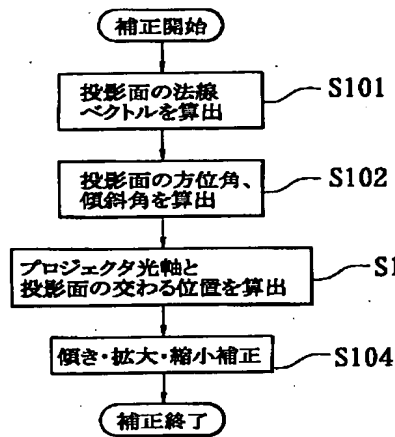 補正開始
投影面の法線
ベクトルを算出
S101
投影面の方位角、
傾斜角を算出
S102
プロジェクタ光軸と
投影面の交わる位置を算出
S1
傾き・拡大・縮小補正
S104
補正終了